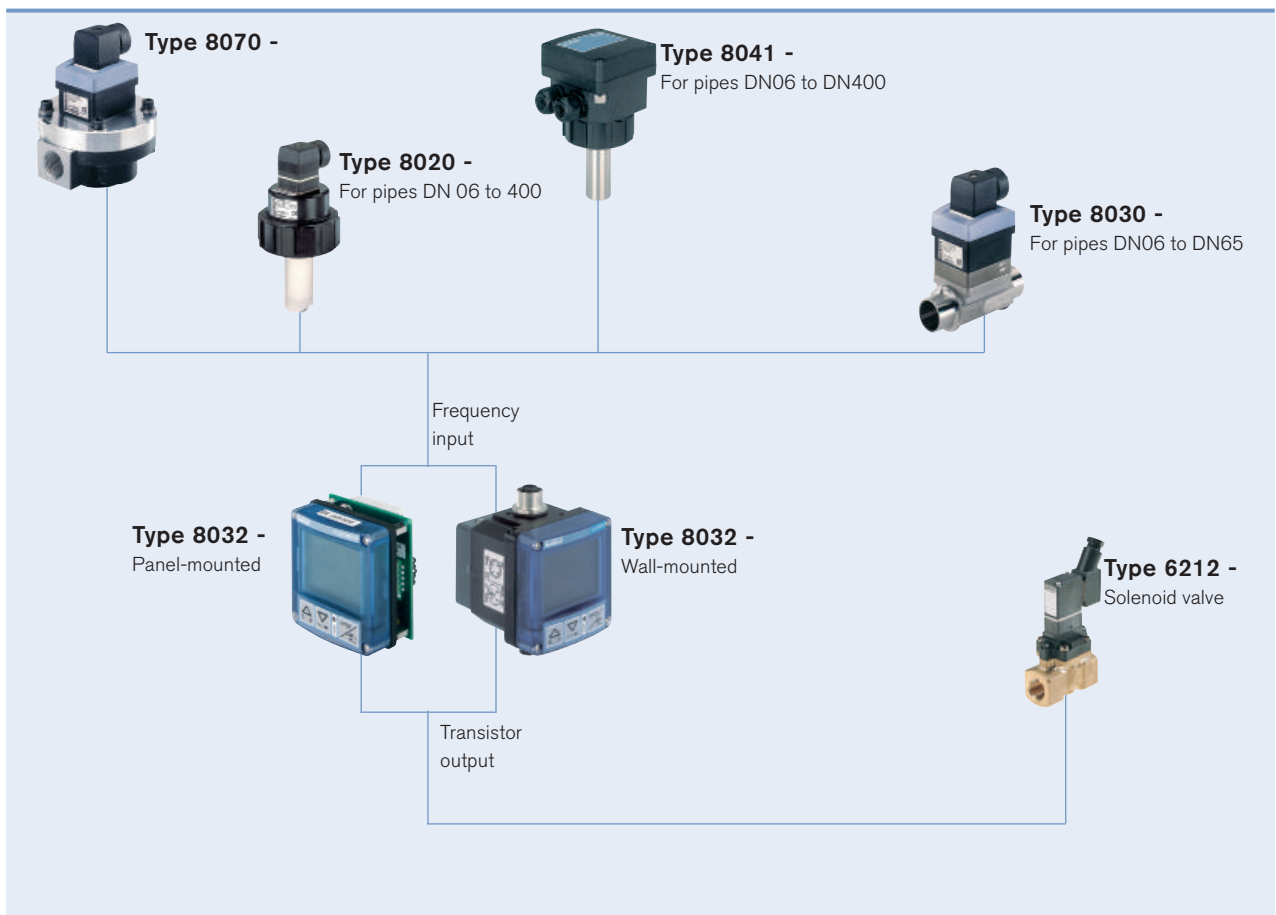 Type 8070 -
Type 8041 -
For pipes DN06 to DN400
Type 8020 -
For pipes DN 06 to 400
Type 8030 -
For pipes DN06 to DN65
Frequency
input
Type 8032 -
Panel-mounted
Type 8032 -
Wall-mounted
Type 6212 -
Solenoid valve
Transistor
output